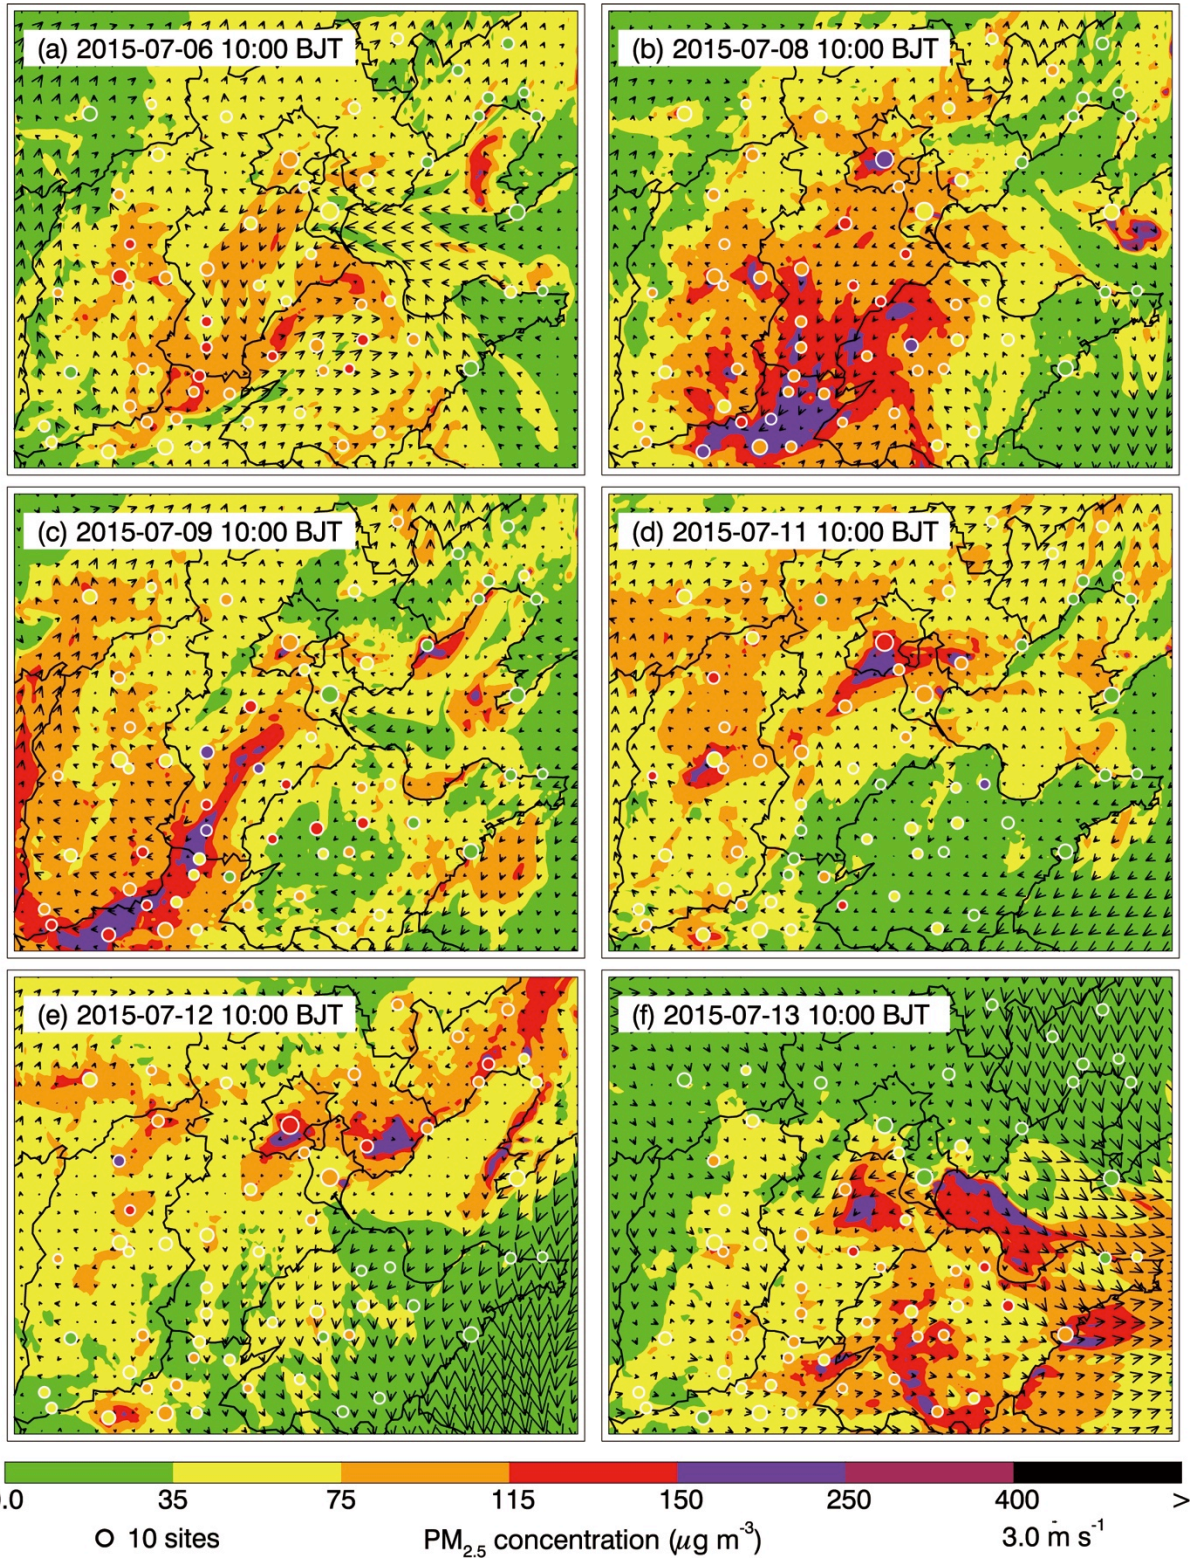 (a) 2015-07-06 10:00 BJT
(b) 2015-07-08 10:00 BJT
(c) 2015-07-09 10:00 BJT
(d) 2015-07-11 10:00 BJT
(e) 2015-07-12 10:00 BJT
(f) 2015-07-13 10:00 BJT
.0 35 75 115 150 250 400 >
10 sites PM2.5 concentration (μg m-3) 3.0 m s-1